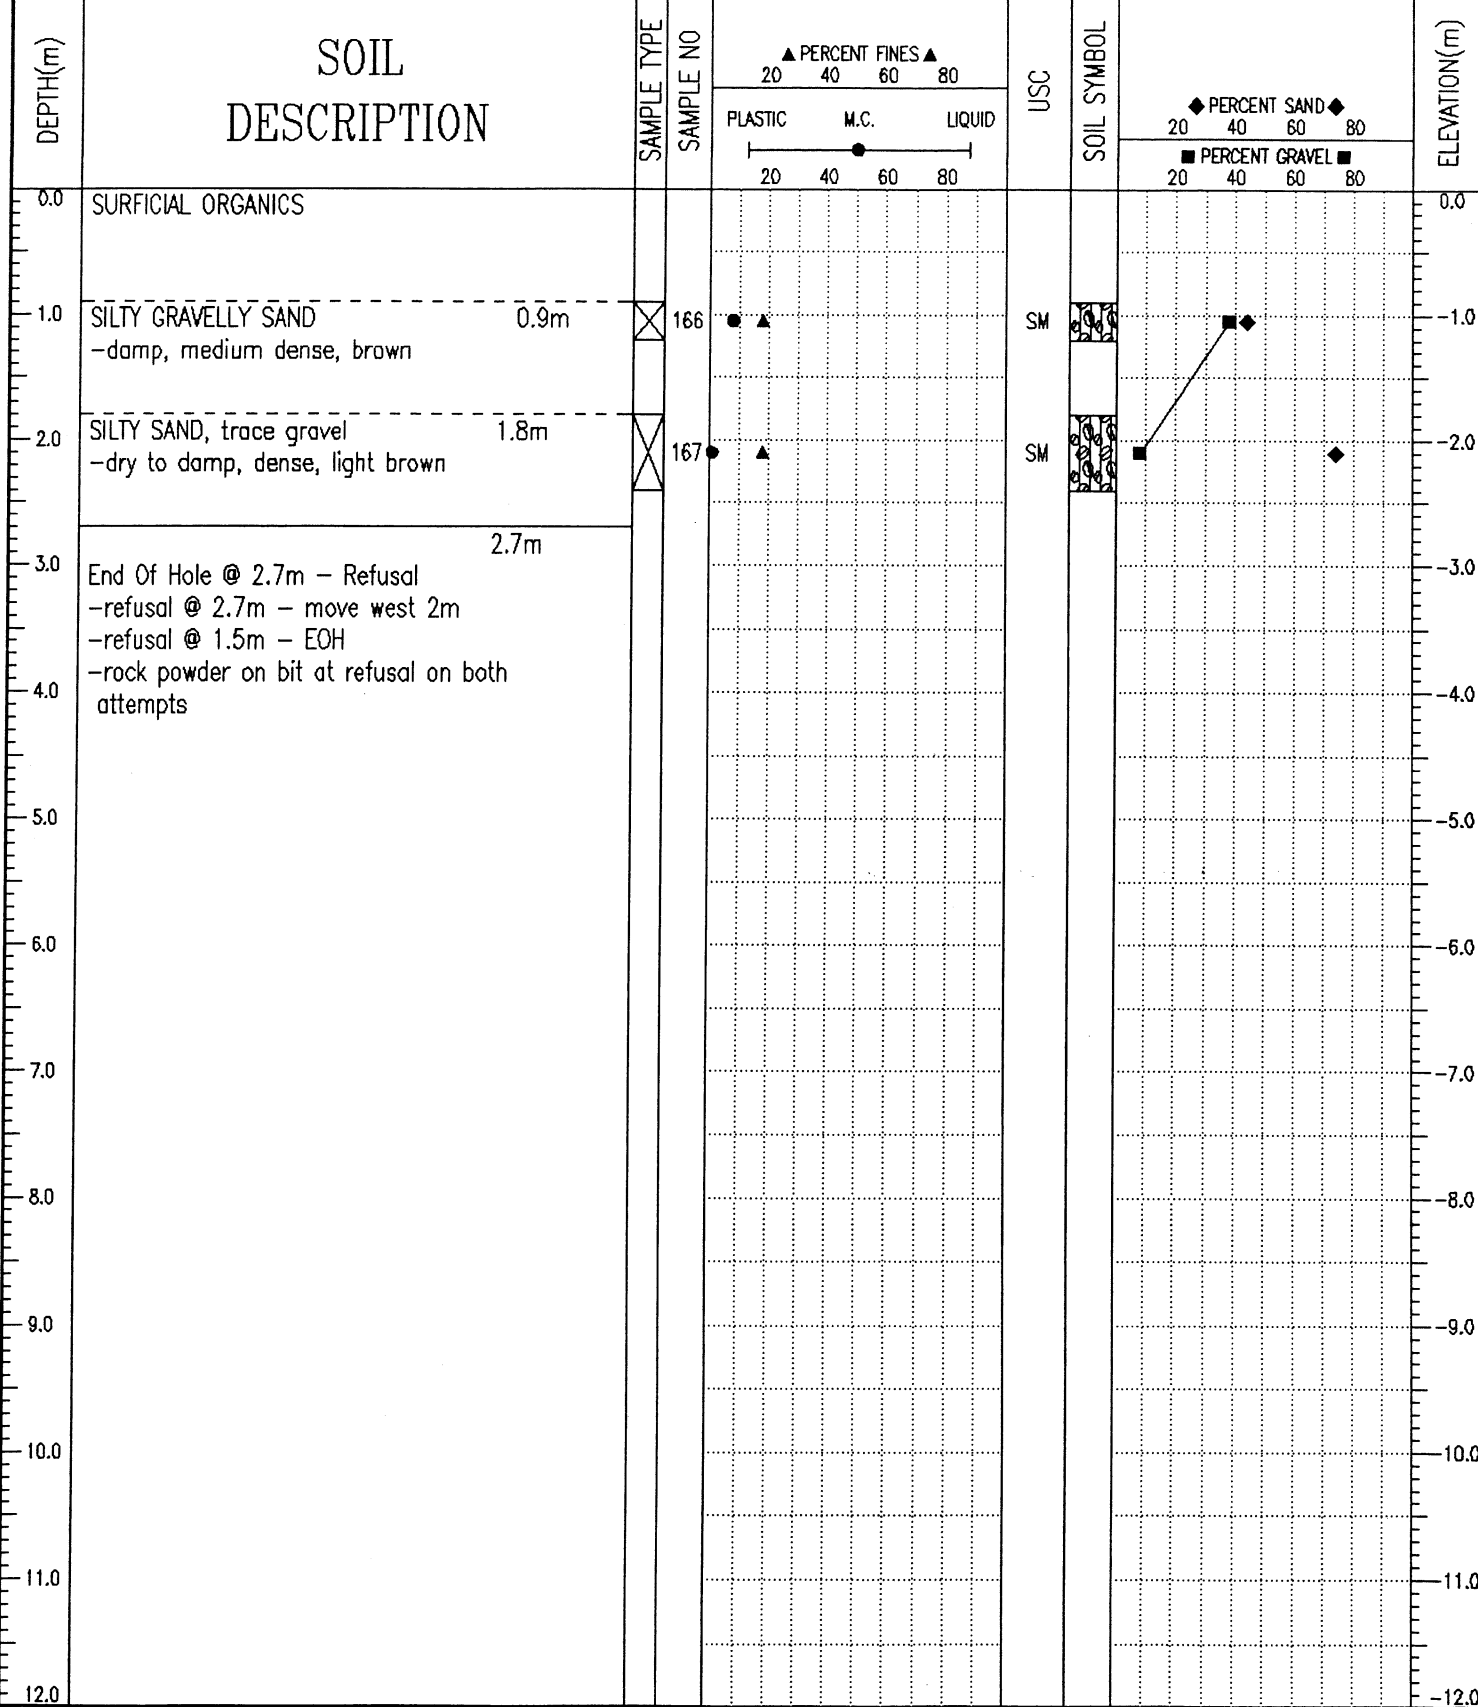 DEPTH(m)
SOIL
DESCRIPTION
SAMPLE TYPE
SAMPLE NO
▲ PERCENT FINES ▲
20 40 60 80
PLASTIC M.C. LIQUID
20 40 60 80
USC
SOIL SYMBOL
◆ PERCENT SAND ◆
20 40 60 80
■ PERCENT GRAVEL ■
20 40 60 80
ELEVATION(m)
0.0 SURFICIAL ORGANICS 0.0
1.0 SILTY GRAVELLY SAND 0.9m 166 SM -1.0
-damp, medium dense, brown
2.0 SILTY SAND, trace gravel 1.8m 167 SM -2.0
-dry to damp, dense, light brown
2.7m
3.0 -3.0
End Of Hole @ 2.7m - Refusal
-refusal @ 2.7m - move west 2m
-refusal @ 1.5m - EOH
-rock powder on bit at refusal on both
attempts
4.0 -4.0
5.0 -5.0
6.0 -6.0
7.0 -7.0
8.0 -8.0
9.0 -9.0
10.0 -10.0
11.0 -11.0
12.0 -12.0